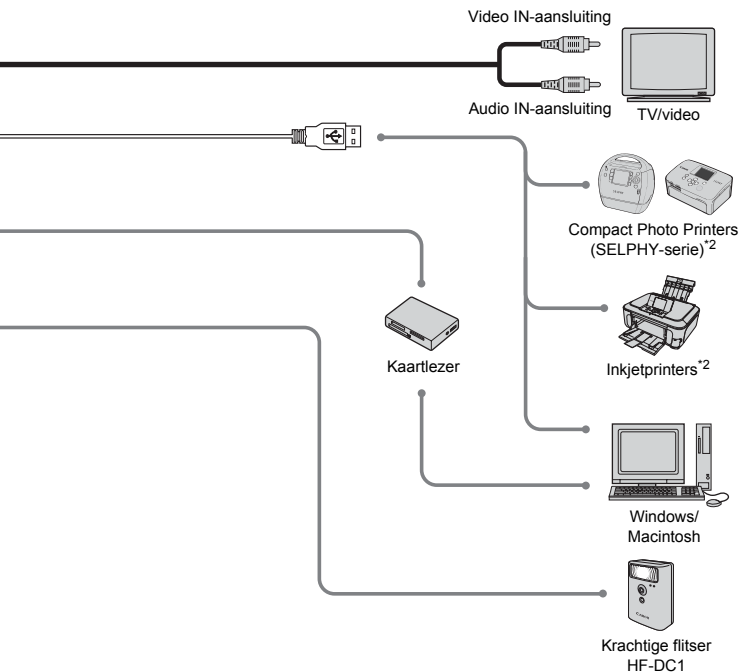 Video IN-aansluiting
Audio IN-aansluiting
TV/video
Compact Photo Printers
(SELPHY-serie)*2
Kaartlezer
Inkjetprinters*2
Windows/
Macintosh
Canon
Krachtige flitser
HF-DC1